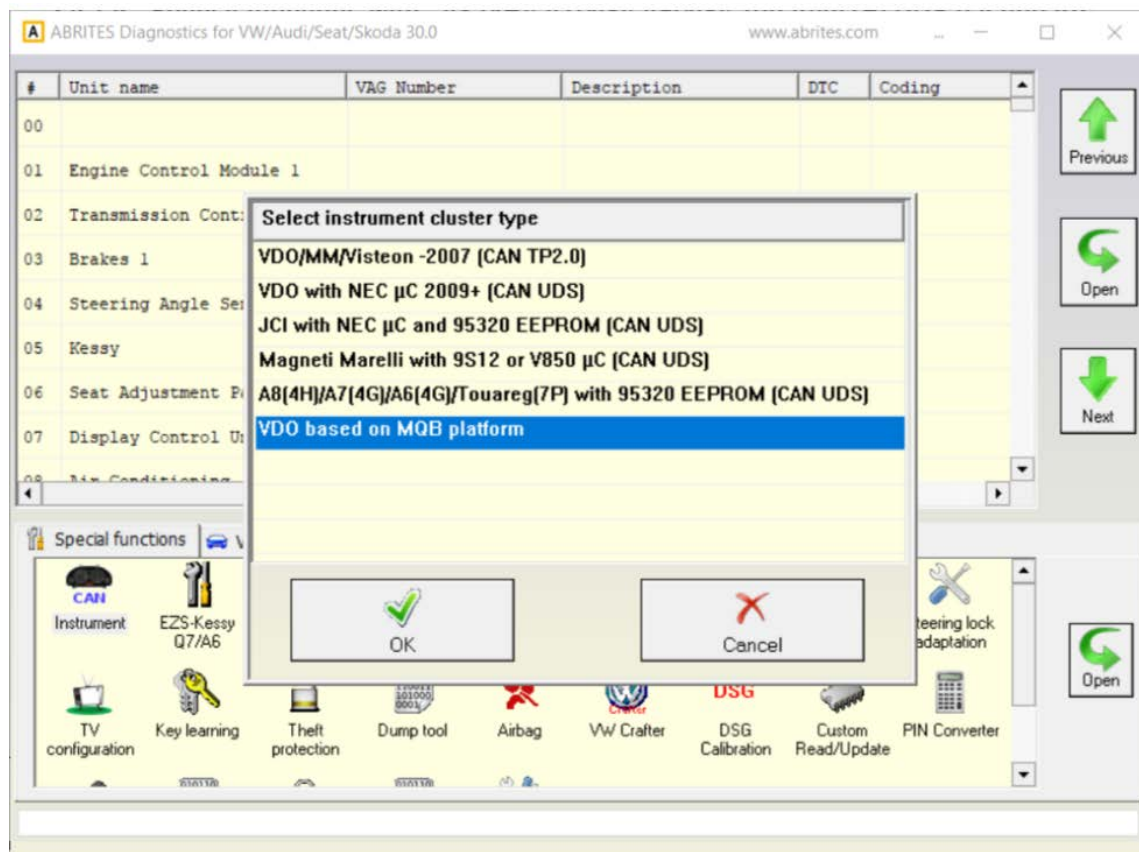 ABRITES Diagnostics for VW/Audi/Seat/Skoda 30.0 www.abrites.com ...
# Unit name VAG Number Description DTC Coding
00
01 Engine Control Module 1
02 Transmission Cont
03 Brakes 1
04 Steering Angle Se
05 Kessy
06 Seat Adjustment
07 Display Control
08 Air Conditioning
Previous
Open
Next
Select instrument cluster type
VDO/MM/Visteon -2007 (CAN TP2.0)
VDO with NEC µC 2009+ (CAN UDS)
JCI with NEC µC and 95320 EEPROM (CAN UDS)
Magneti Marelli with 9S12 or V850 µC (CAN UDS)
A8(4H)/A7(4G)/A6(4G)/Touareg(7P) with 95320 EEPROM (CAN UDS)
VDO based on MQB platform
OK Cancel
Special functions
CAN
Instrument
EZS-Kessy
Q7/A6
teering lock
adaptation
Open
TV
configuration
Key learning
Theft
protection
Dump tool
Airbag
Crafter
VW Crafter
DSG
DSG
Calibration
Custom
Read/Update
PIN Converter